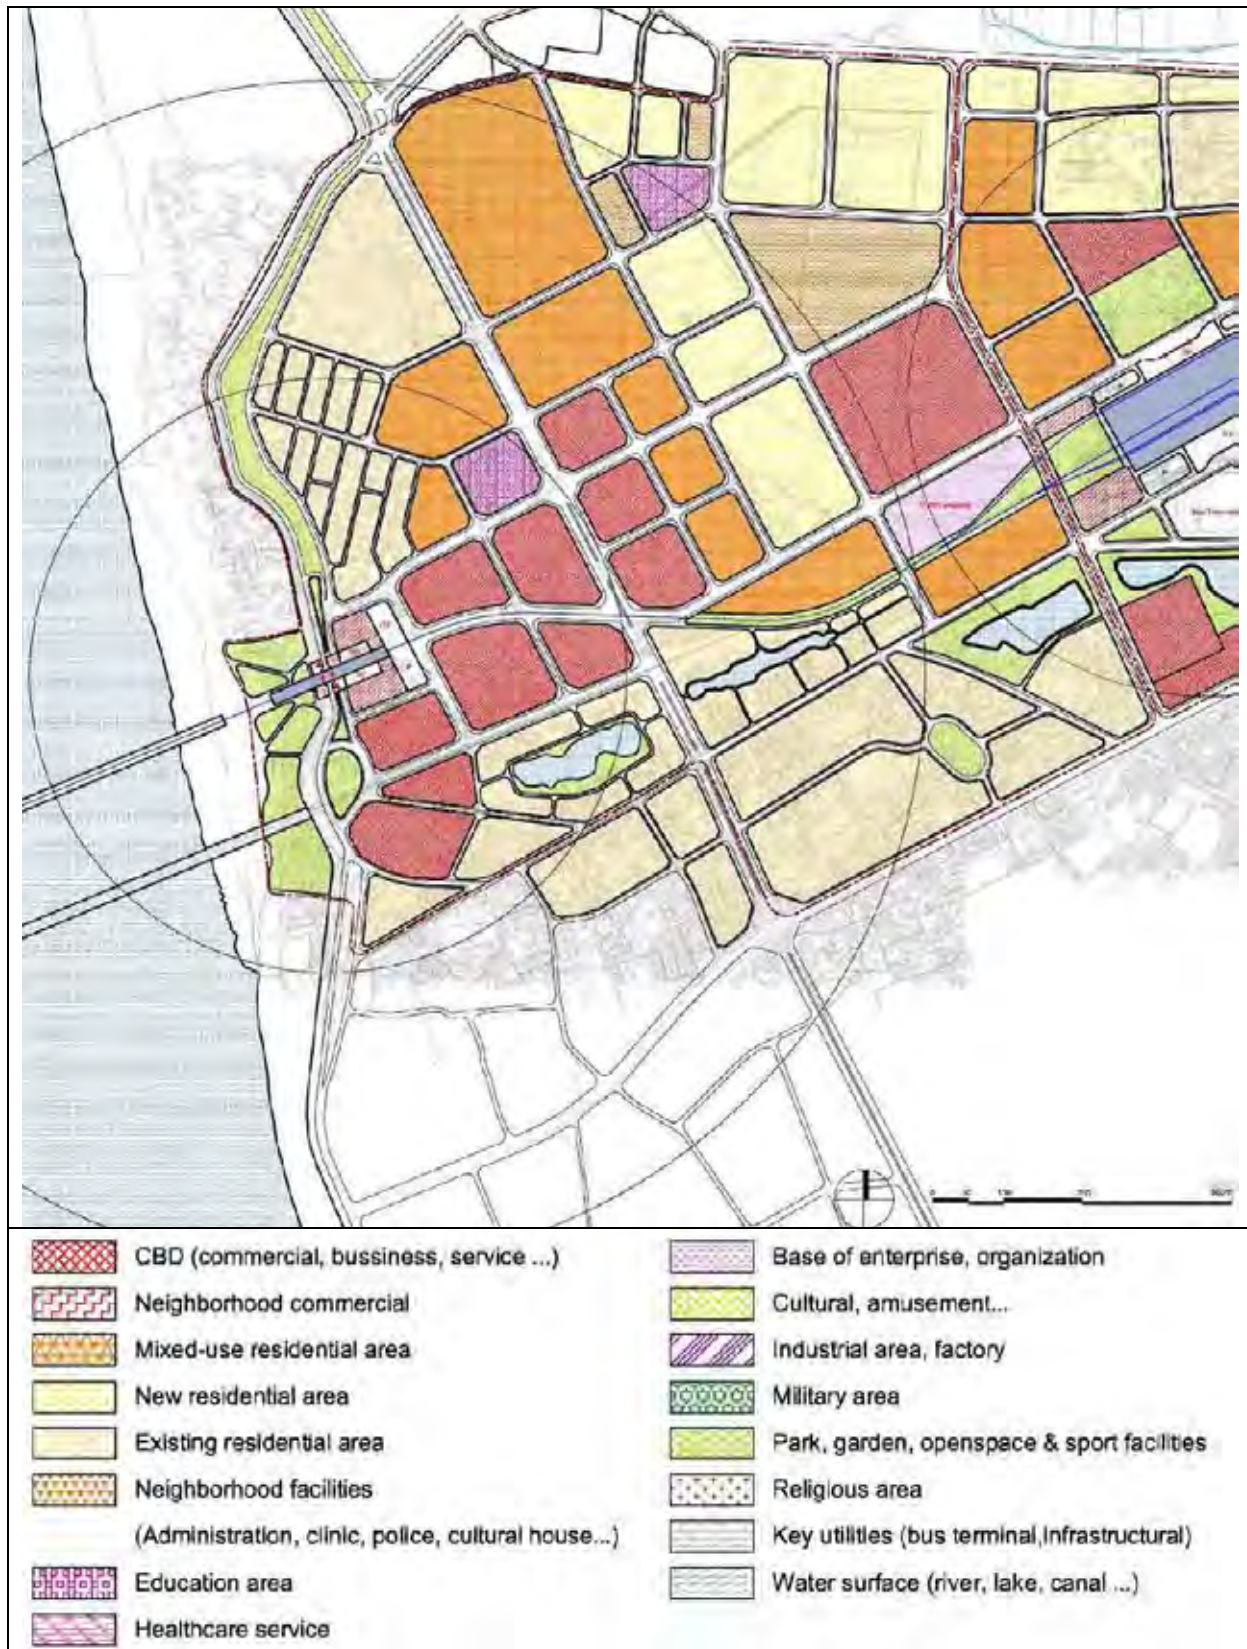 CBD (commercial, bussiness, service ...)
Neighborhood commercial
Mixed-use residential area
New residential area
Existing residential area
Neighborhood facilities
(Administration, clinic, police, cultural house...)
Education area
Healthcare service
Base of enterprise, organization
Cultural, amusement...
Industrial area, factory
Military area
Park, garden, openspace & sport facilities
Religious area
Key utilities (bus terminal,Infrastructural)
Water surface (river, lake, canal ...)